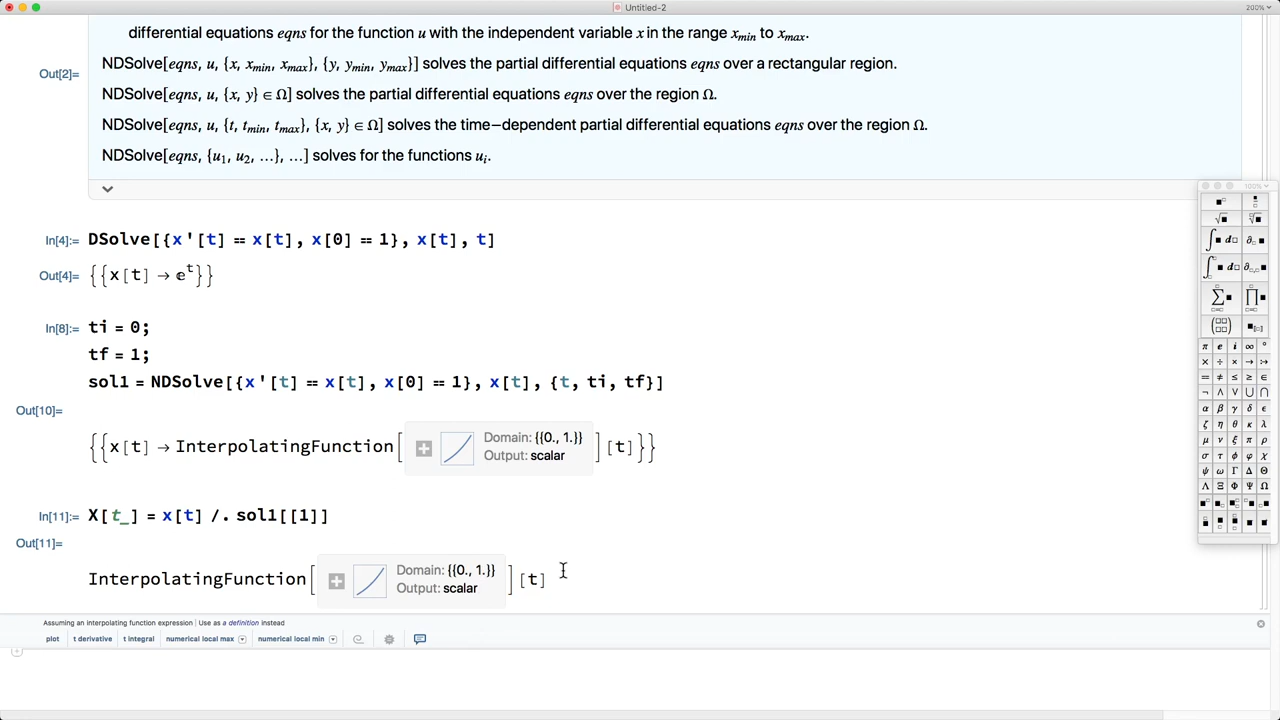 Untitled-2
200%
differential equations eqns for the function u with the independent variable x in the range xmin to xmax.
Out[2]=
NDSolve[eqns, u, {x, xmin, xmax}, {y, ymin, ymax}] solves the partial differential equations eqns over a rectangular region.
NDSolve[eqns, u, {x, y} ∈ Ω] solves the partial differential equations eqns over the region Ω.
NDSolve[eqns, u, {t, tmin, tmax}, {x, y} ∈ Ω] solves the time-dependent partial differential equations eqns over the region Ω.
NDSolve[eqns, {u1, u2, …}, …] solves for the functions ui.
In[4]:= DSolve[{x'[t] == x[t], x[0] == 1}, x[t], t]
Out[4]= {{x[t] → ⅇ^t}}
In[8]:= ti = 0;
tf = 1;
sol1 = NDSolve[{x'[t] == x[t], x[0] == 1}, x[t], {t, ti, tf}]
Out[10]=
{{x[t] → InterpolatingFunction[ Domain: {{0., 1.}} Output: scalar ][t]}}
In[11]:= X[t_] = x[t] /. sol1[[1]]
Out[11]=
InterpolatingFunction[ Domain: {{0., 1.}} Output: scalar ][t]
Assuming an interpolating function expression | Use as a definition instead
plot t derivative t integral numerical local max numerical local min
100%
π e i ∞ °
× ÷ × → :>
== ≠ ≤ ≥ ∈
¬ ∧ ∨ ∪ ∩
α β γ δ ϵ
ζ η θ κ λ
μ ν ξ π ρ
σ τ ϕ φ χ
ψ ω Γ Δ Θ
Λ Ξ Φ Ψ Ω